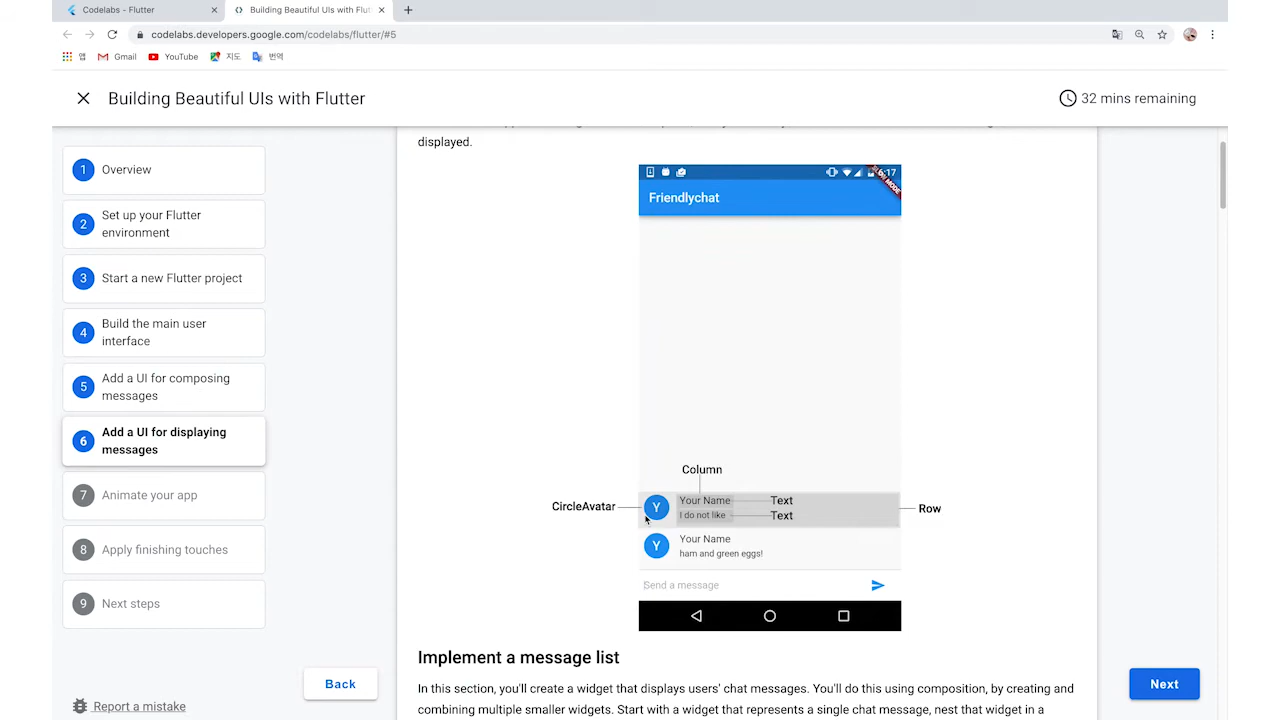 Codelabs - Flutter
Building Beautiful UIs with Flut
codelabs.developers.google.com/codelabs/flutter/#5
앱 Gmail YouTube 지도 번역
Building Beautiful UIs with Flutter
32 mins remaining
1 Overview
2 Set up your Flutter
environment
3 Start a new Flutter project
4 Build the main user
interface
5 Add a UI for composing
messages
6 Add a UI for displaying
messages
7 Animate your app
8 Apply finishing touches
9 Next steps
Report a mistake
Back
displayed.
Friendlychat
Column
CircleAvatar
Y Your Name Text
I do not like Text
Row
Y Your Name
ham and green eggs!
Send a message
Implement a message list
In this section, you'll create a widget that displays users' chat messages. You'll do this using composition, by creating and
combining multiple smaller widgets. Start with a widget that represents a single chat message, nest that widget in a
Next